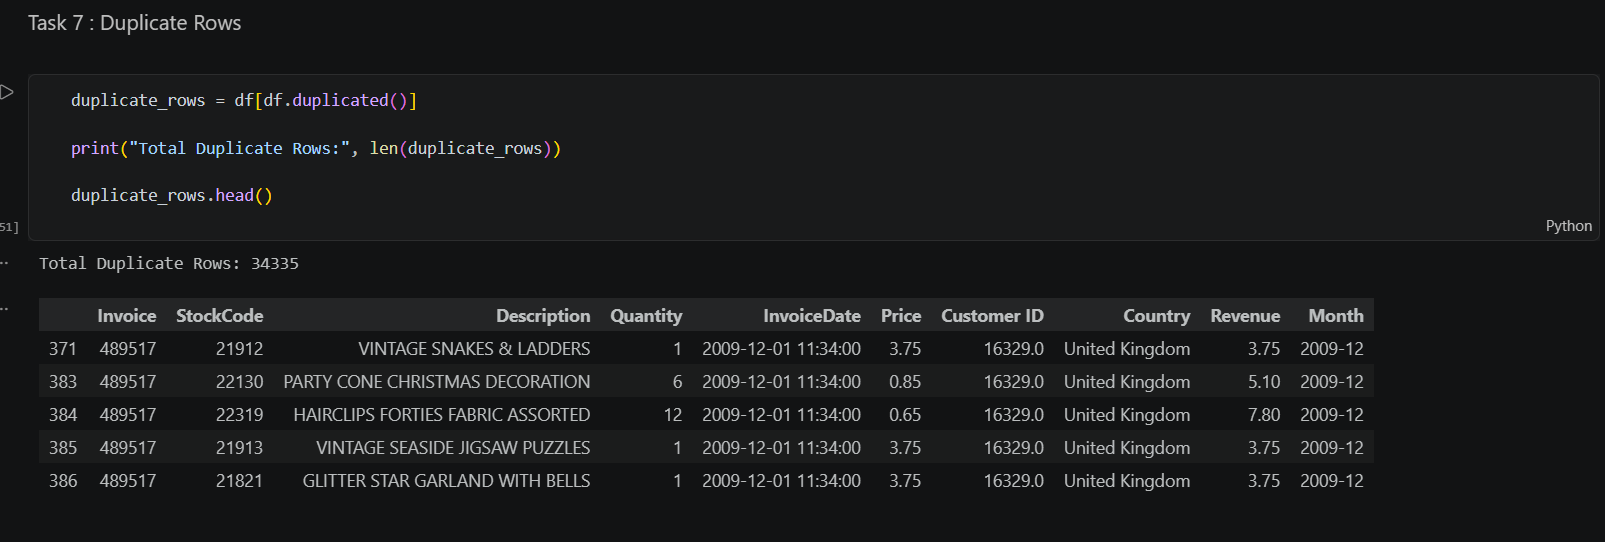 Task 7 : Duplicate Rows
duplicate_rows = df[df.duplicated()]
print("Total Duplicate Rows:", len(duplicate_rows))
duplicate_rows.head()
51]
Python
Total Duplicate Rows: 34335
Invoice StockCode Description Quantity InvoiceDate Price Customer ID Country Revenue Month
371 489517 21912 VINTAGE SNAKES & LADDERS 1 2009-12-01 11:34:00 3.75 16329.0 United Kingdom 3.75 2009-12
383 489517 22130 PARTY CONE CHRISTMAS DECORATION 6 2009-12-01 11:34:00 0.85 16329.0 United Kingdom 5.10 2009-12
384 489517 22319 HAIRCLIPS FORTIES FABRIC ASSORTED 12 2009-12-01 11:34:00 0.65 16329.0 United Kingdom 7.80 2009-12
385 489517 21913 VINTAGE SEASIDE JIGSAW PUZZLES 1 2009-12-01 11:34:00 3.75 16329.0 United Kingdom 3.75 2009-12
386 489517 21821 GLITTER STAR GARLAND WITH BELLS 1 2009-12-01 11:34:00 3.75 16329.0 United Kingdom 3.75 2009-12